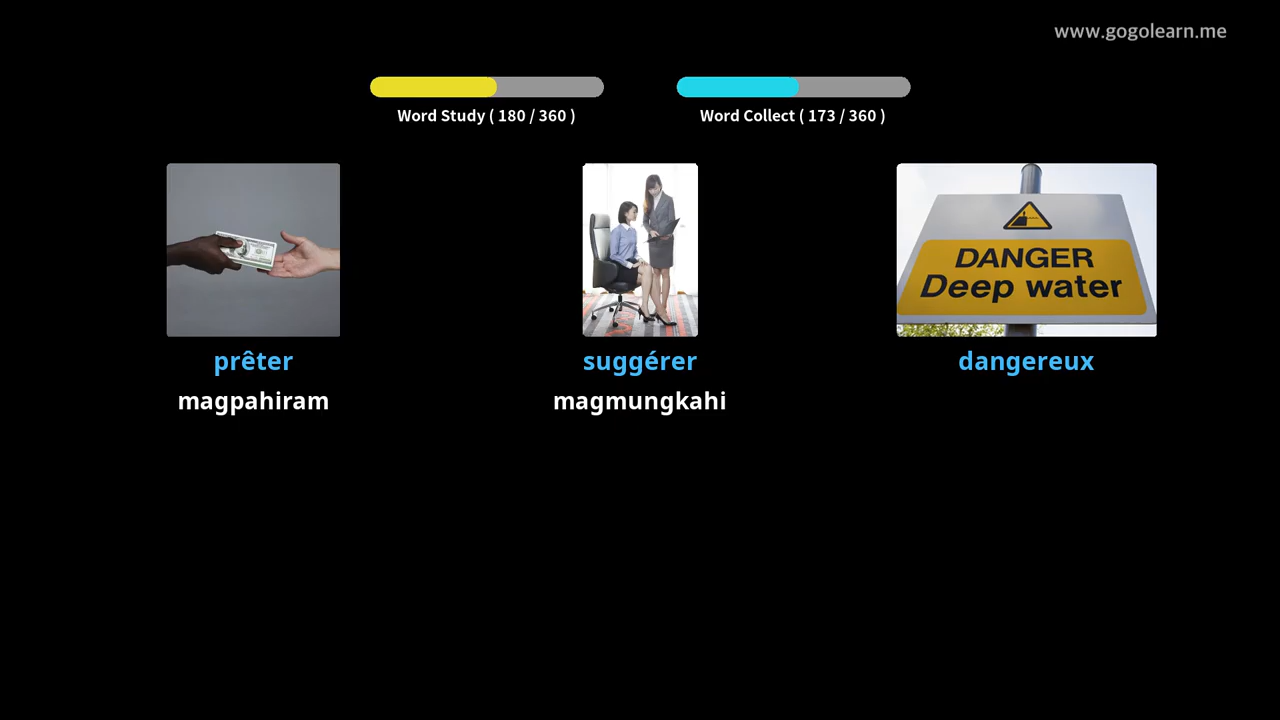 www.gogolearn.me
Word Study ( 180 / 360 )
Word Collect ( 173 / 360 )
DANGER
Deep water
prêter
suggérer
dangereux
magpahiram
magmungkahi